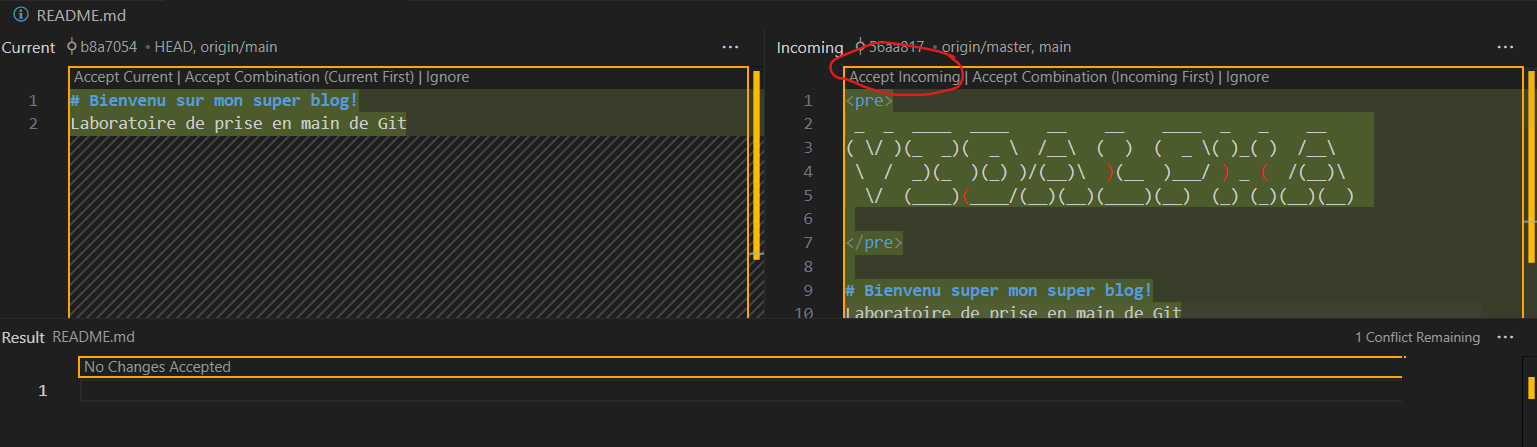 README.md
Current b8a7054 • HEAD, origin/main
Accept Current | Accept Combination (Current First) | Ignore
1 # Bienvenu sur mon super blog!
2 Laboratoire de prise en main de Git
Incoming 56aa817 • origin/master, main
Accept Incoming | Accept Combination (Incoming First) | Ignore
1 <pre>
2  _  _  ____  ____    __    __    ____  _   _    __
3 ( \/ )(_  _)(  _ \  /__\  (  )  (  _ \( )_( )  /__\
4  \  /  _)(_  )(_) )/(__)\  )(__  )___/ ) _ (  /(__)\
5   \/  (____)(____/(__)(__)(____)(__)  (_) (_)(__)(__)
6
7 </pre>
8
9 # Bienvenu super mon super blog!
10 Laboratoire de prise en main de Git
Result README.md
1 Conflict Remaining
No Changes Accepted
1